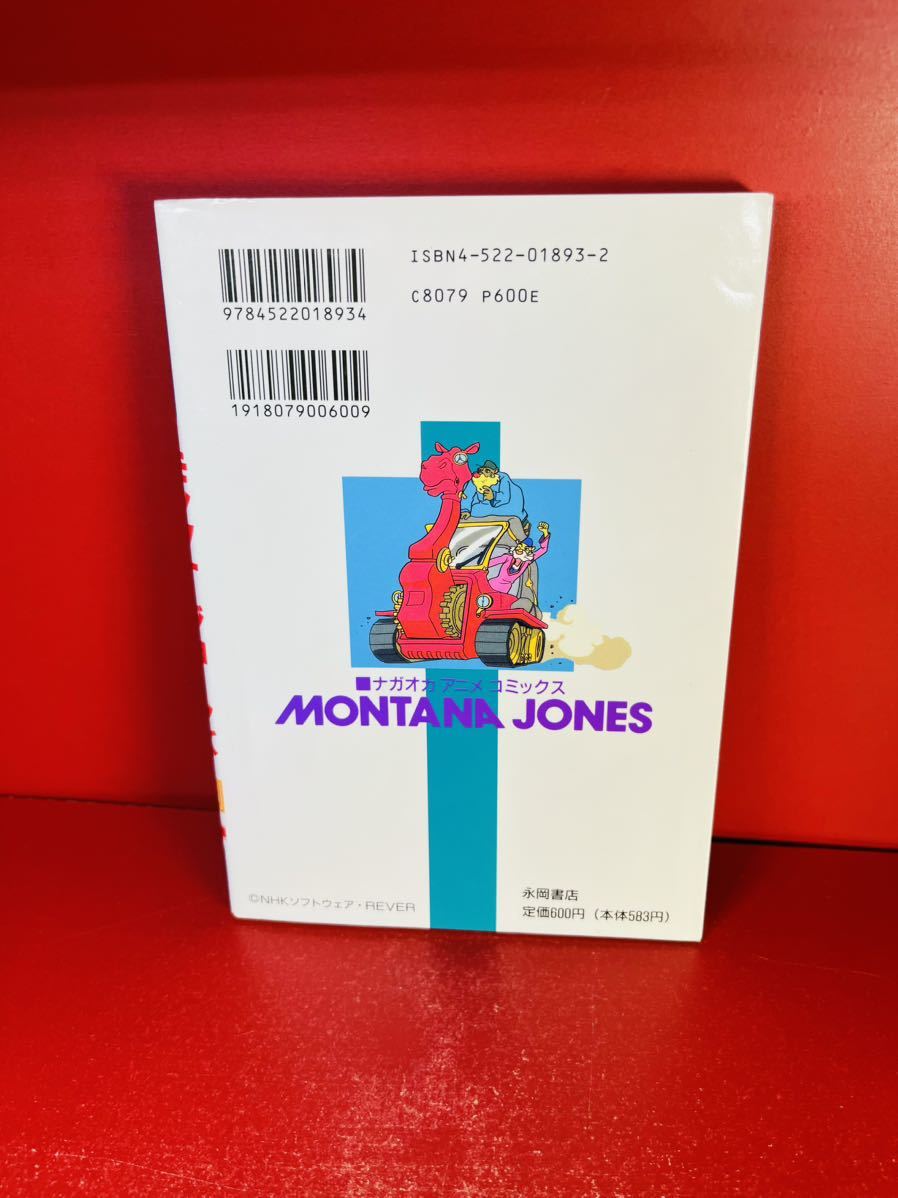 ISBN4-522-01893-2
9784522018934
C8079 P600E
1918079006009
■ナガオカ アニメ コミックス
MONTANA JONES
©NHKソフトウェア・REVER
永岡書店
定価600円（本体583円）